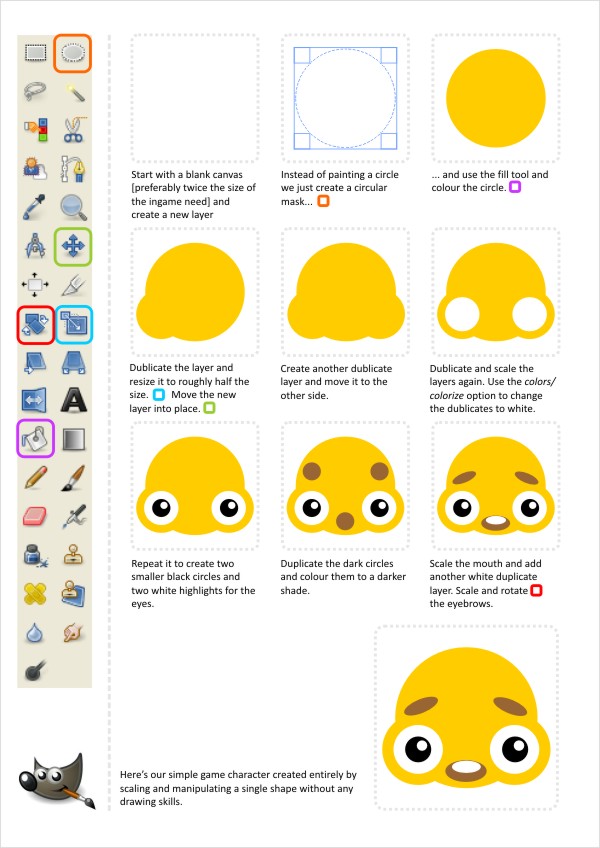 Start with a blank canvas
[preferably twice the size of
the ingame need] and
create a new layer
Instead of painting a circle
we just create a circular
mask...
... and use the fill tool and
colour the circle.
Dublicate the layer and
resize it to roughly half the
size. Move the new
layer into place.
Create another dublicate
layer and move it to the
other side.
Dublicate and scale the
layers again. Use the colors/
colorize option to change
the dublicates to white.
Repeat it to create two
smaller black circles and
two white highlights for the
eyes.
Duplicate the dark circles
and colour them to a darker
shade.
Scale the mouth and add
another white duplicate
layer. Scale and rotate
the eyebrows.
Here's our simple game character created entirely by
scaling and manipulating a single shape without any
drawing skills.